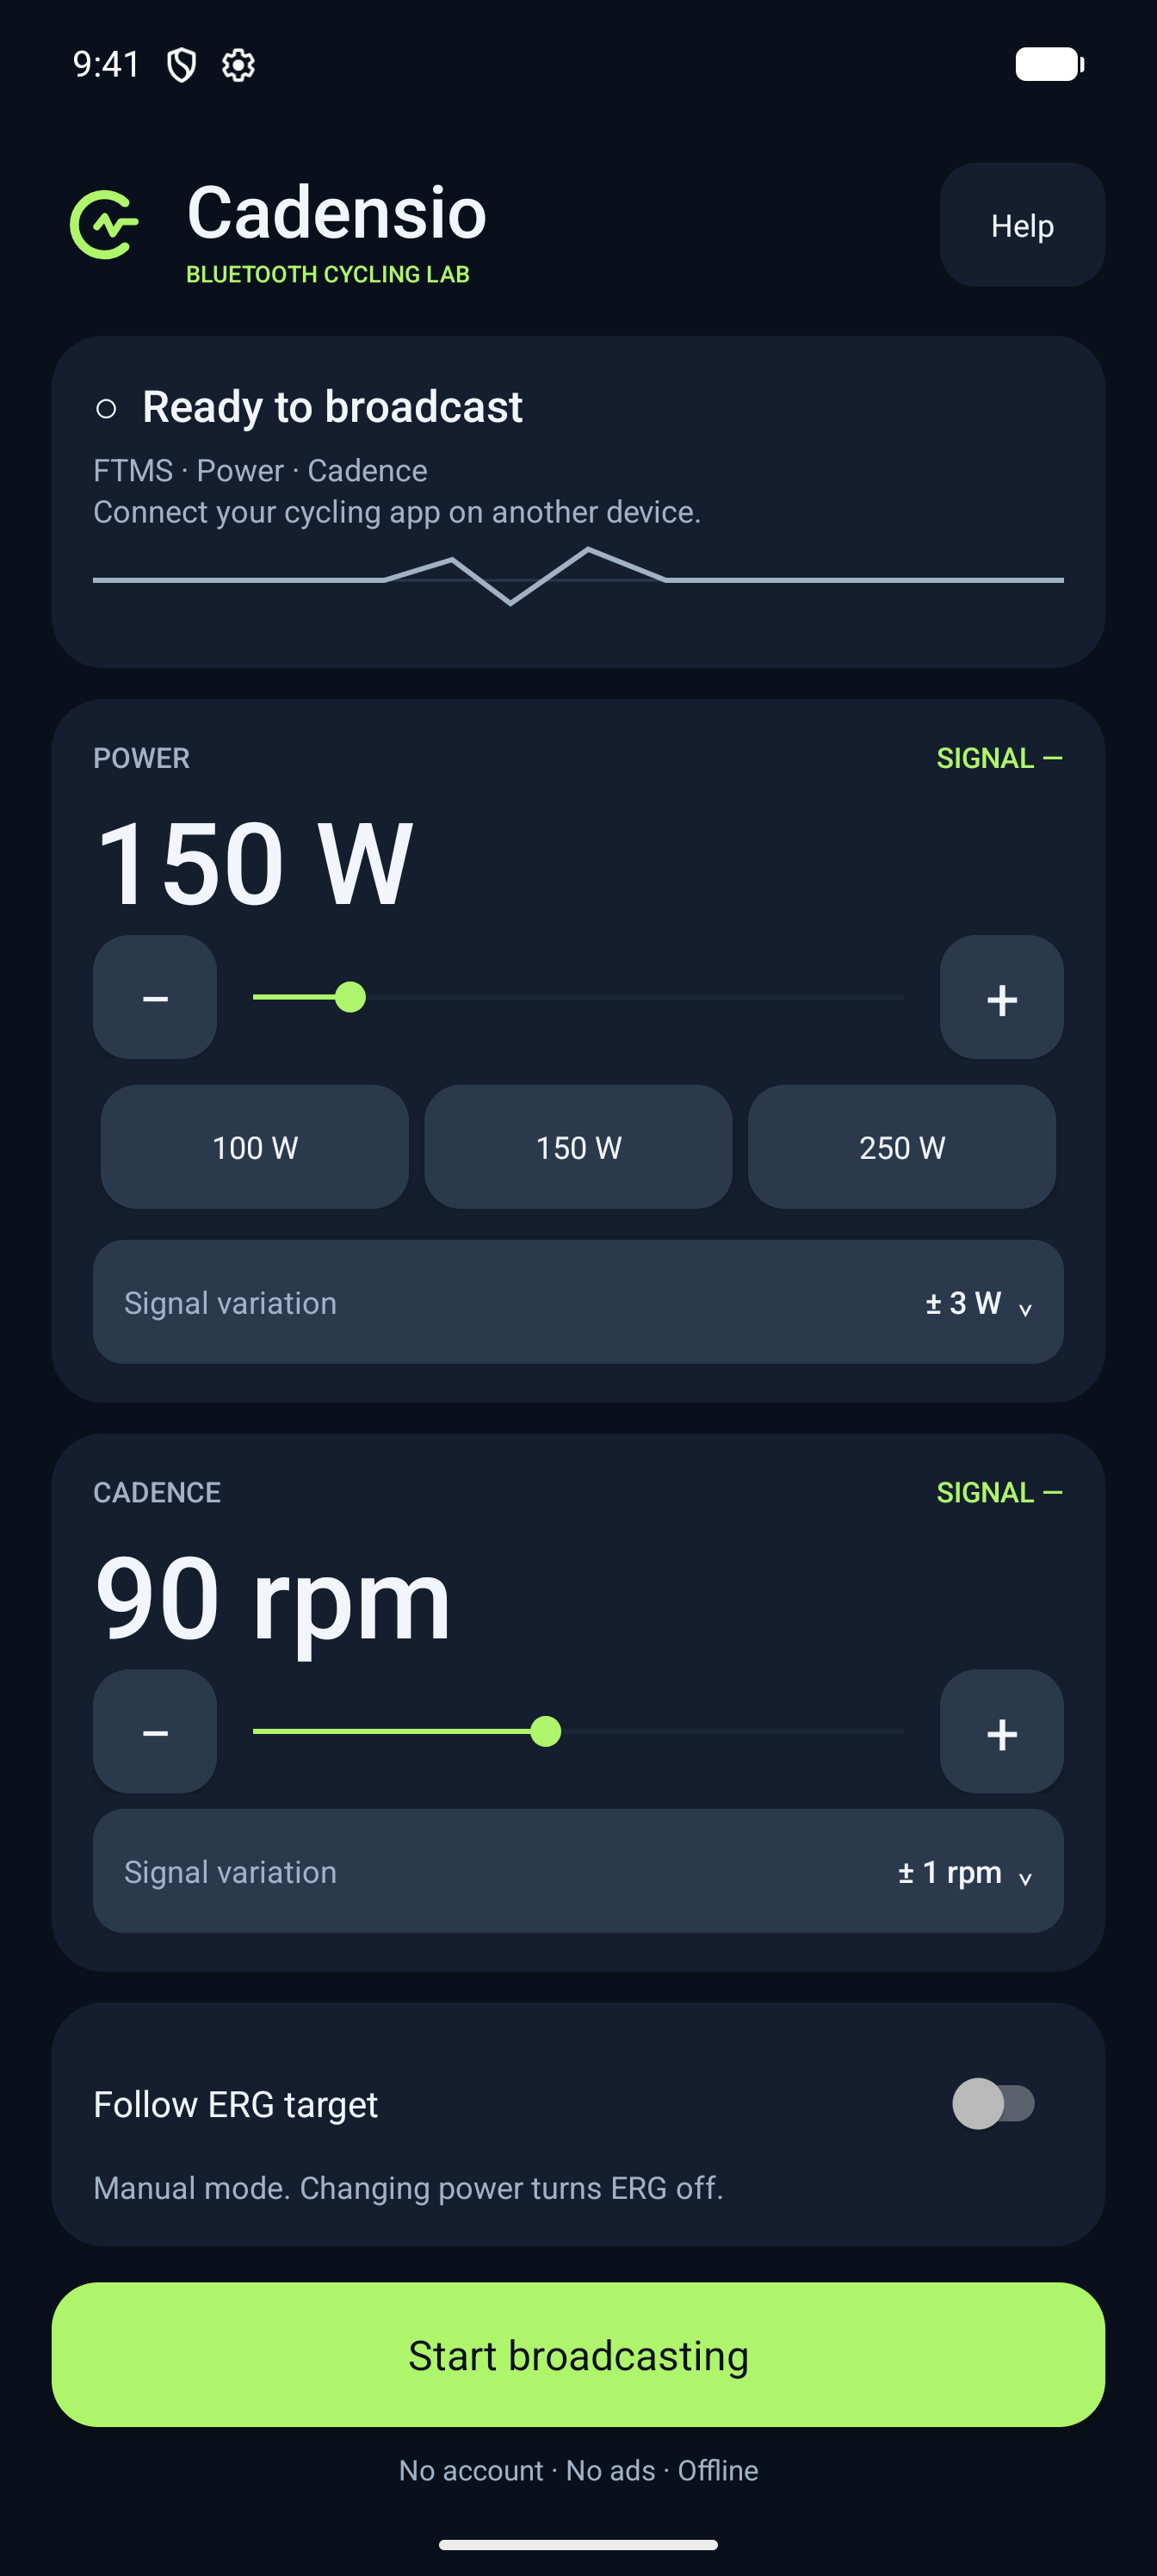 9:41
Cadensio
BLUETOOTH CYCLING LAB
Help
○ Ready to broadcast
FTMS · Power · Cadence
Connect your cycling app on another device.
POWER SIGNAL —
150 W
− +
100 W 150 W 250 W
Signal variation ± 3 W ˅
CADENCE SIGNAL —
90 rpm
− +
Signal variation ± 1 rpm ˅
Follow ERG target
Manual mode. Changing power turns ERG off.
Start broadcasting
No account · No ads · Offline